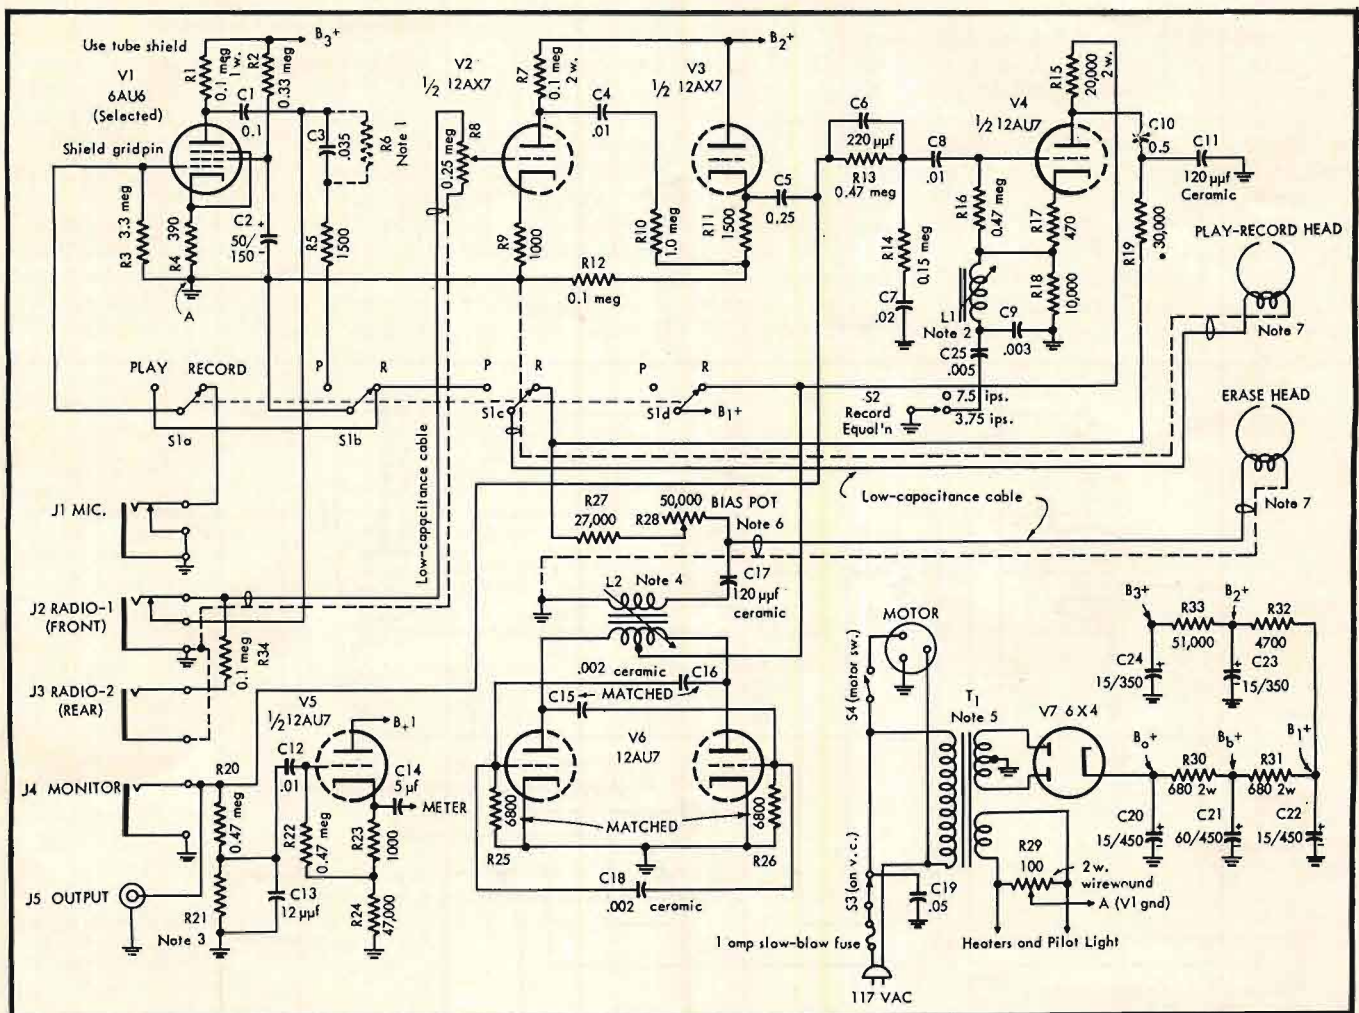 Use tube shield
V1
6AU6
(Selected)
Shield gridpin
R1
0.1 meg
1 w.
R2
0.33 meg
B3+
C1
0.1
C3
.035
R6
Note 1
R3 3.3 meg
R4 390
C2
50/
150
+
-
R5
1500
A
V2
1/2 12AX7
R7
0.1 meg
2 w.
R8
0.25 meg
C4
.01
R9
1000
R10
1.0 meg
R11
1500
R12
0.1 meg
V3
1/2 12AX7
B2+
C5
0.25
C6
220 μμf
R13
0.47 meg
C8
.01
R14
0.15 meg
C7
.02
V4
1/2 12AU7
R15
20,000
2 w.
R16
0.47 meg
R17
470
R18
10,000
L1
Note 2
C9
.003
C25
.005
C10
0.5
C11
120 μμf
Ceramic
R19
30,000
PLAY-RECORD HEAD
Note 7
PLAY
RECORD
P
R
P
R
P
R
S1a
S1b
S1c
S1d
B1+
S2
Record
Equal'n
7.5 ips.
3.75 ips.
ERASE HEAD
Note 7
Low-capacitance cable
Low-capacitance cable
J1 MIC.
J2 RADIO-1
(FRONT)
J3 RADIO-2
(REAR)
R34
0.1 meg
J4 MONITOR
J5 OUTPUT
R20
0.47 meg
R21
Note 3
V5
1/2 12AU7
B+1
C12
.01
C13
12 μμf
R22
0.47 meg
R23
1000
R24
47,000
C14
5 μf
METER
R27
27,000
R28
50,000
BIAS POT
Note 6
L2
Note 4
C17
120 μμf
ceramic
.002 ceramic
C16
C15
MATCHED
V6
12AU7
6800
6800
MATCHED
R25
R26
C18
.002 ceramic
MOTOR
S4 (motor sw.)
S3 (on v.c.)
C19
.05
1 amp slow-blow fuse
117 VAC
T1
Note 5
V7 6X4
R29
100
2 w.
wirewound
A (V1 gnd)
Heaters and Pilot Light
B3+
R33
51,000
B2+
R32
4700
C24
15/350
+
C23
15/350
+
-
Ba+
R30
680 2w
Bb+
R31
680 2w
B1+
C20
15/450
+
-
C21
60/450
+
-
C22
15/450
+
-